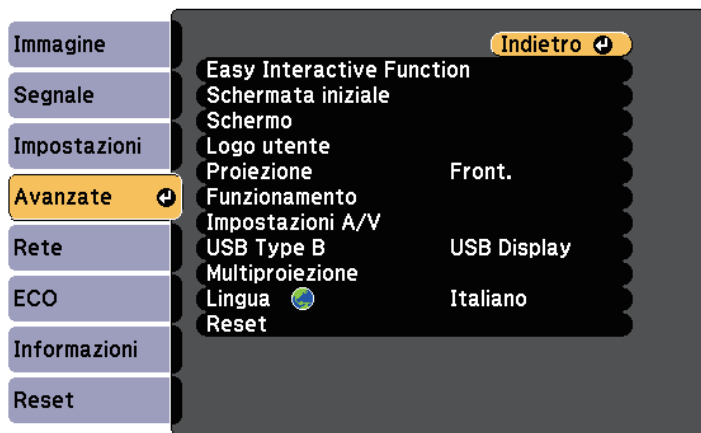 Immagine
Segnale
Impostazioni
Avanzate
Rete
ECO
Informazioni
Reset
Indietro
Easy Interactive Function
Schermata iniziale
Schermo
Logo utente
Proiezione Front.
Funzionamento
Impostazioni A/V
USB Type B USB Display
Multiproiezione
Lingua Italiano
Reset